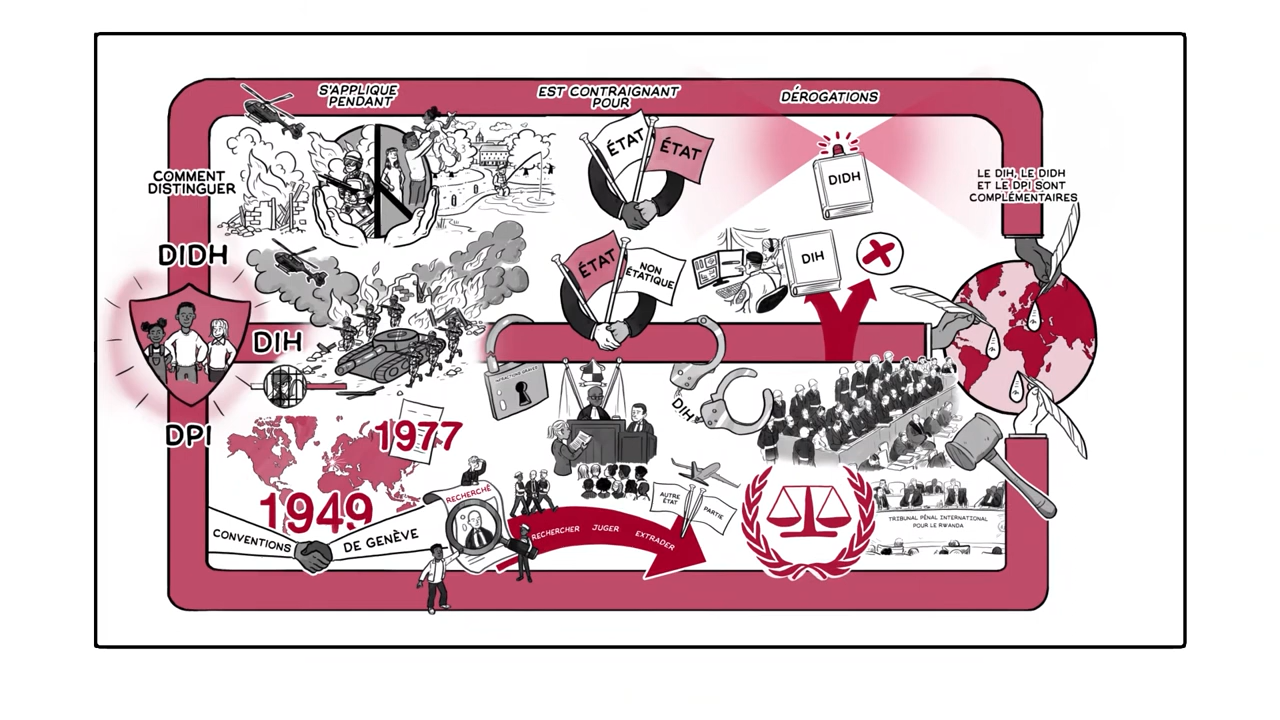 S'APPLIQUE
PENDANT
EST CONTRAIGNANT
POUR
DÉROGATIONS
COMMENT
DISTINGUER
ÉTAT
ÉTAT
DIDH
LE DIH, LE DIDH
ET LE DPI SONT
COMPLÉMENTAIRES
DIDH
ÉTAT
NON
ÉTATIQUE
DIH
DIH
INFRACTIONS GRAVES
DIH
DPI
1977
1949
CONVENTIONS
DE GENÈVE
RECHERCHÉ
RECHERCHER
JUGER
EXTRADER
AUTRE
ÉTAT
PARTIE
TRIBUNAL PÉNAL INTERNATIONAL
POUR LE RWANDA